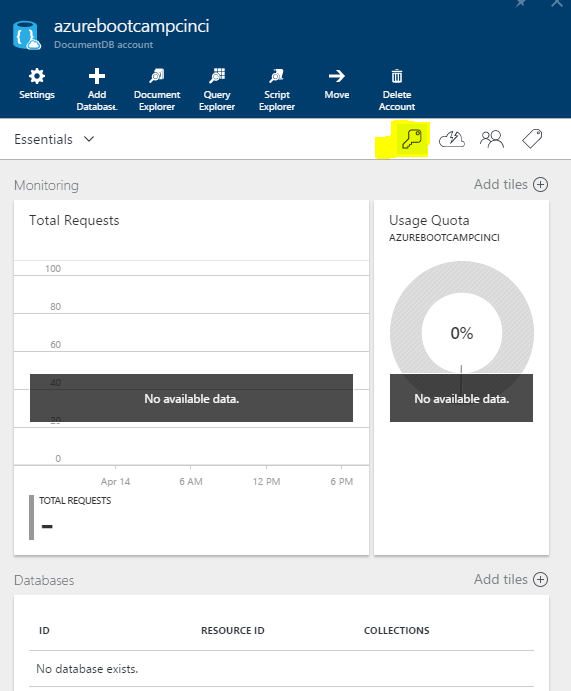 azurebootcampcinci
DocumentDB account
Settings
Add Database
Document Explorer
Query Explorer
Script Explorer
Move
Delete Account
Essentials
Monitoring
Add tiles
Total Requests
100
80
60
40
No available data.
20
0
Apr 14
6 AM
12 PM
6 PM
TOTAL REQUESTS
–
Usage Quota
AZUREBOOTCAMPCINCI
0%
No available data.
Databases
Add tiles
ID
RESOURCE ID
COLLECTIONS
No database exists.